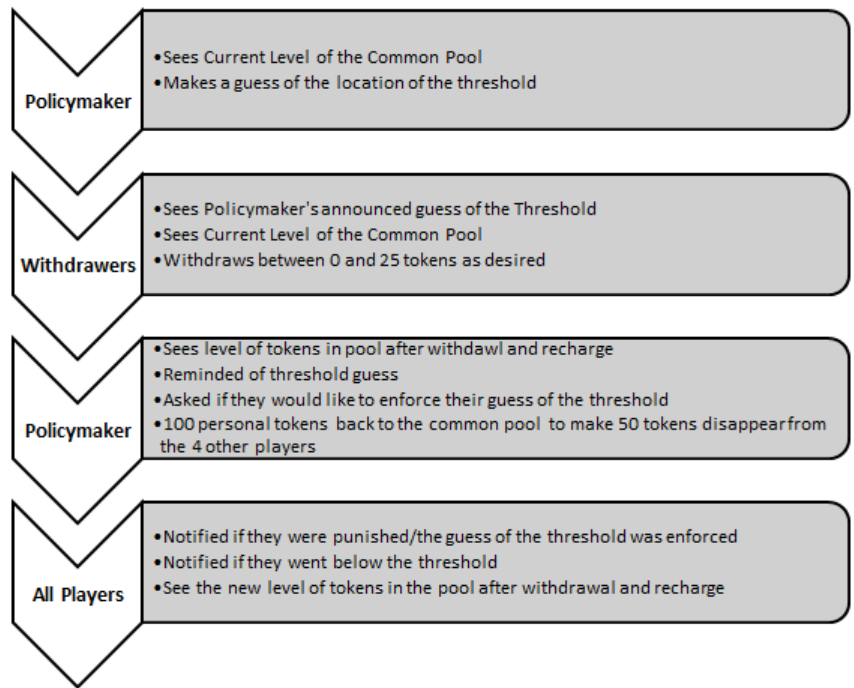 Policymaker
•Sees Current Level of the Common Pool
•Makes a guess of the location of the threshold
Withdrawers
•Sees Policymaker's announced guess of the Threshold
•Sees Current Level of the Common Pool
•Withdraws between 0 and 25 tokens as desired
Policymaker
•Sees level of tokens in pool after withdawl and recharge
•Reminded of threshold guess
•Asked if they would like to enforce their guess of the threshold
•100 personal tokens back to the common pool to make 50 tokens disappear from
the 4 other players
All Players
•Notified if they were punished/the guess of the threshold was enforced
•Notified if they went below the threshold
•See the new level of tokens in the pool after withdrawal and recharge